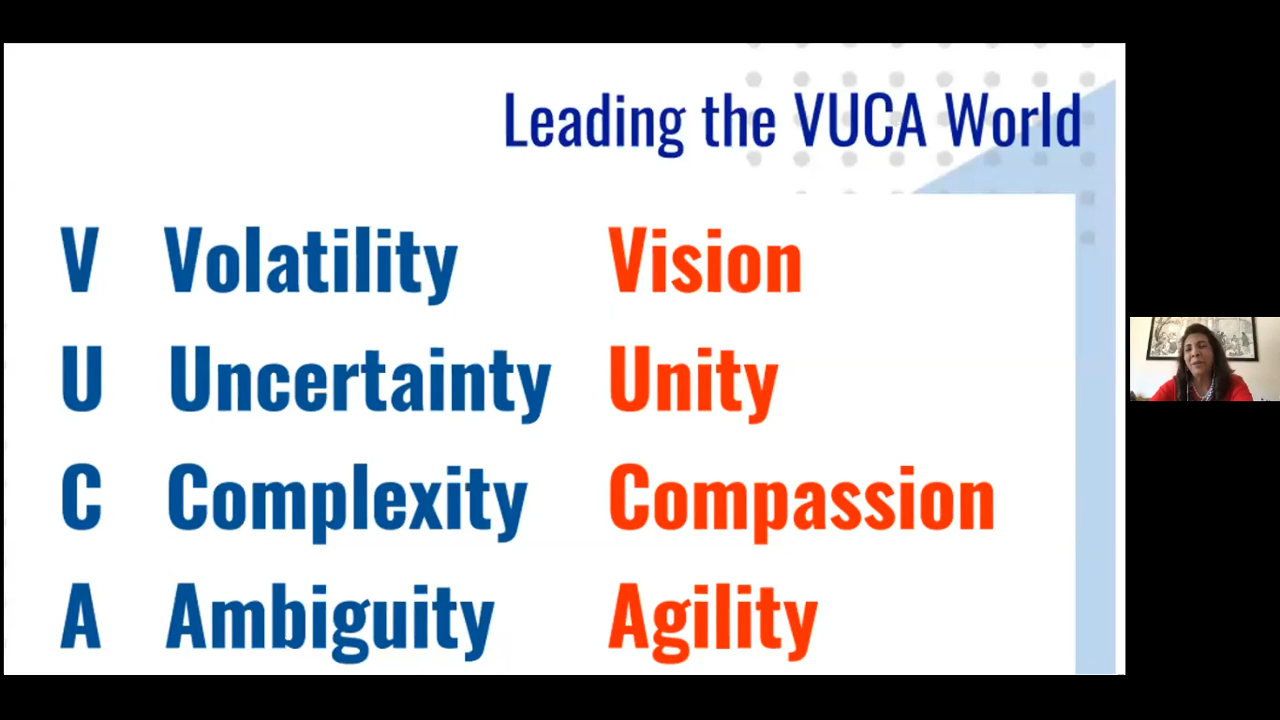 Leading the VUCA World
V Volatility Vision
U Uncertainty Unity
C Complexity Compassion
A Ambiguity Agility